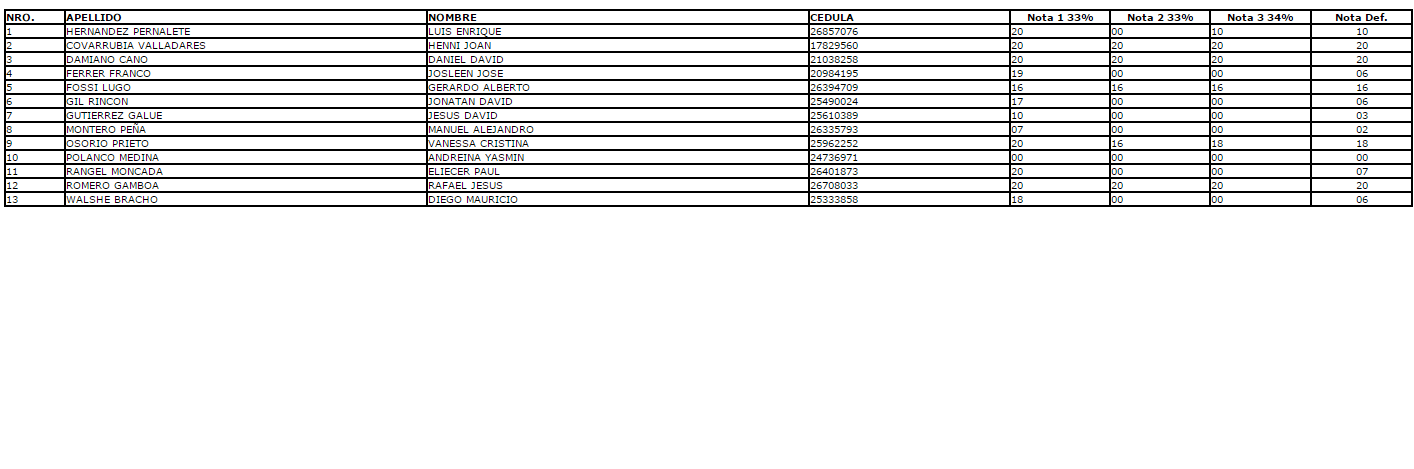 NRO. APELLIDO NOMBRE CEDULA Nota 1 33% Nota 2 33% Nota 3 34% Nota Def.
1 HERNANDEZ PERNALETE LUIS ENRIQUE 26857076 20 00 10 10
2 COVARRUBIA VALLADARES HENNI JOAN 17829560 20 20 20 20
3 DAMIANO CANO DANIEL DAVID 21038258 20 20 20 20
4 FERRER FRANCO JOSLEEN JOSE 20984195 19 00 00 06
5 FOSSI LUGO GERARDO ALBERTO 26394709 16 16 16 16
6 GIL RINCON JONATAN DAVID 25490024 17 00 00 06
7 GUTIERREZ GALUE JESUS DAVID 25610389 10 00 00 03
8 MONTERO PEÑA MANUEL ALEJANDRO 26335793 07 00 00 02
9 OSORIO PRIETO VANESSA CRISTINA 25962252 20 16 18 18
10 POLANCO MEDINA ANDREINA YASMIN 24736971 00 00 00 00
11 RANGEL MONCADA ELIECER PAUL 26401873 20 00 00 07
12 ROMERO GAMBOA RAFAEL JESUS 26708033 20 20 20 20
13 WALSHE BRACHO DIEGO MAURICIO 25333858 18 00 00 06